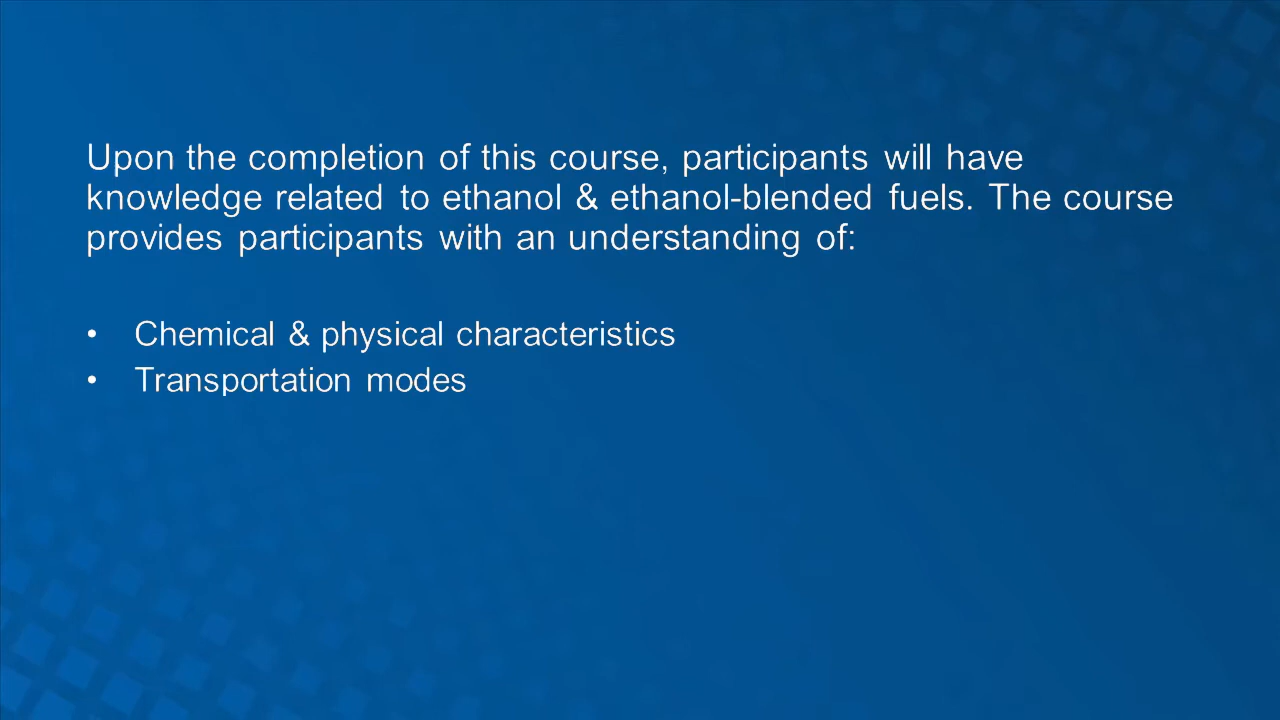 Upon the completion of this course, participants will have
knowledge related to ethanol & ethanol-blended fuels. The course
provides participants with an understanding of:
• Chemical & physical characteristics
• Transportation modes